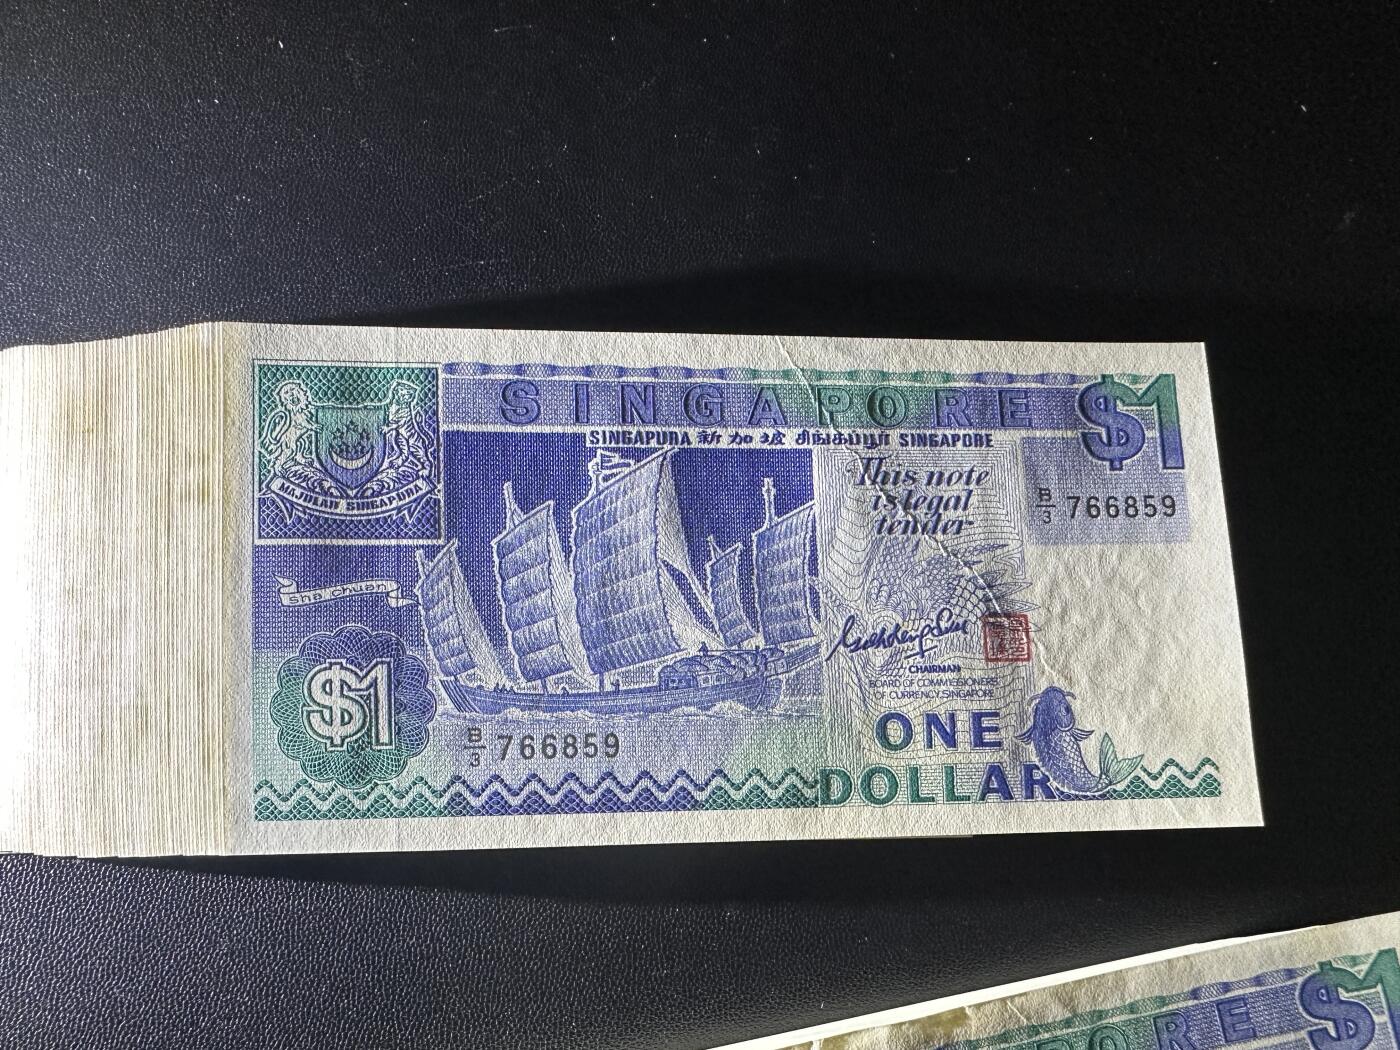 SINGAPORE $1
SINGAPURA 新加坡 சிங்கப்பூர் SINGAPORE
MAJULAH SINGAPURA
This note
is legal
tender
B/3 766859
sha chuan
$1
CHAIRMAN
BOARD OF COMMISSIONERS
OF CURRENCY, SINGAPORE
B/3 766859
ONE
DOLLAR
PORE $1